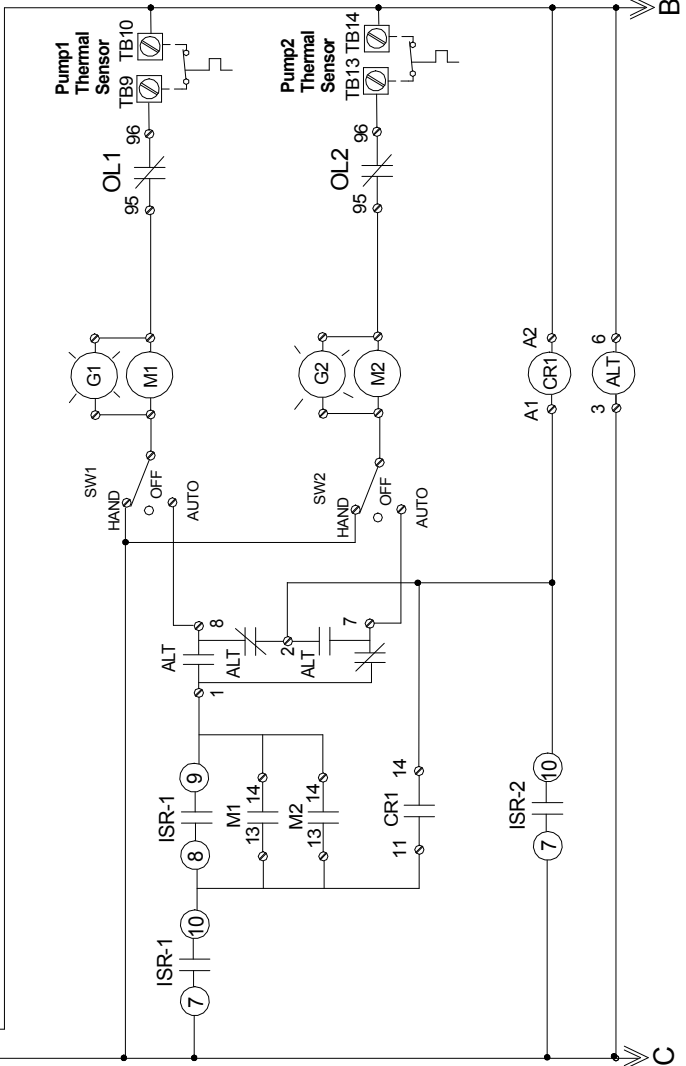 Pump1
Thermal
Sensor
TB9
TB10
OL1
95
96
G1
M1
SW1
HAND
OFF
AUTO
Pump2
Thermal
Sensor
TB13
TB14
OL2
95
96
G2
M2
SW2
HAND
OFF
AUTO
ISR-1
7
10
ISR-1
8
9
M1
13
14
M2
13
14
CR1
11
14
1
ALT
8
ALT
2
ALT
7
ISR-2
7
10
A1
CR1
A2
3
ALT
6
C
B